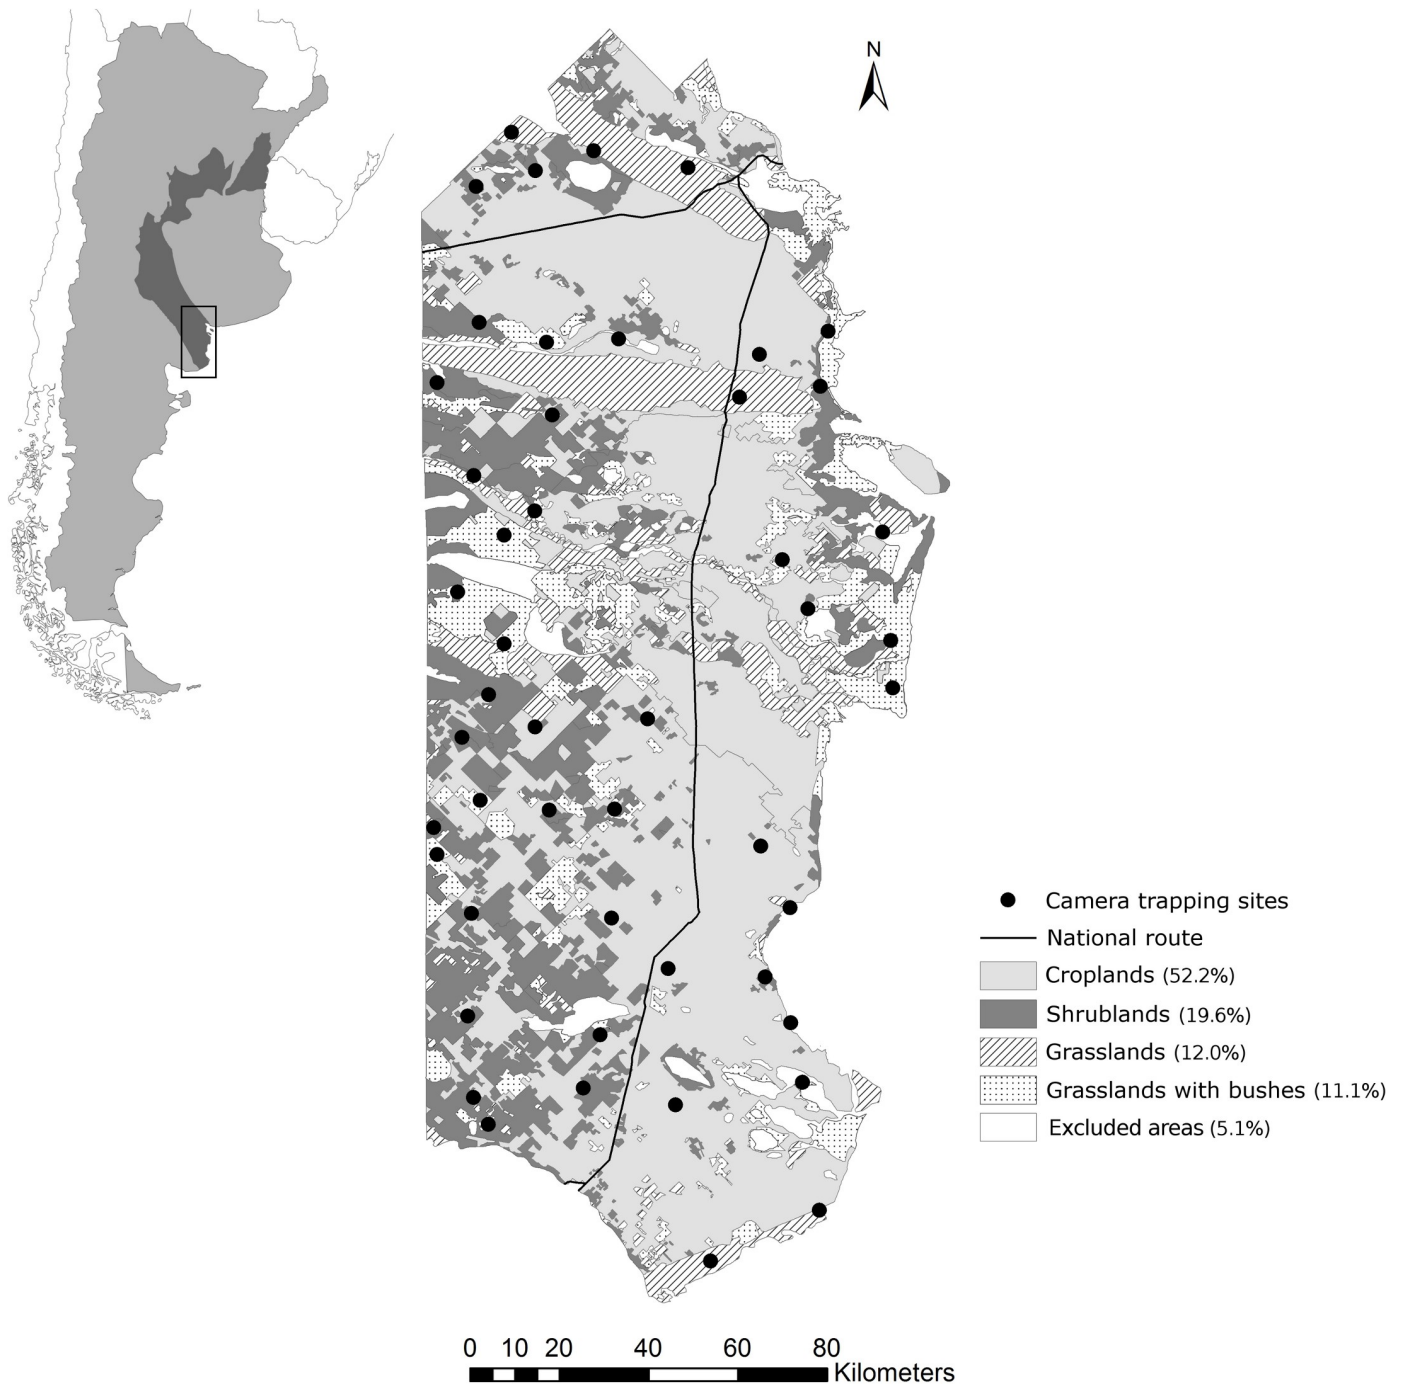 N
Camera trapping sites
National route
Croplands (52.2%)
Shrublands (19.6%)
Grasslands (12.0%)
Grasslands with bushes (11.1%)
Excluded areas (5.1%)
0 10 20 40 60 80
Kilometers